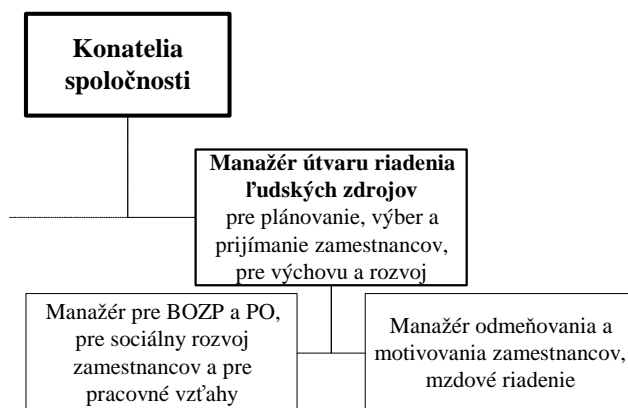 Konatelia
spoločnosti
Manažér útvaru riadenia
ľudských zdrojov
pre plánovanie, výber a
prijímanie zamestnancov,
pre výchovu a rozvoj
Manažér pre BOZP a PO,
pre sociálny rozvoj
zamestnancov a pre
pracovné vzťahy
Manažér odmeňovania a
motivovania zamestnancov,
mzdové riadenie